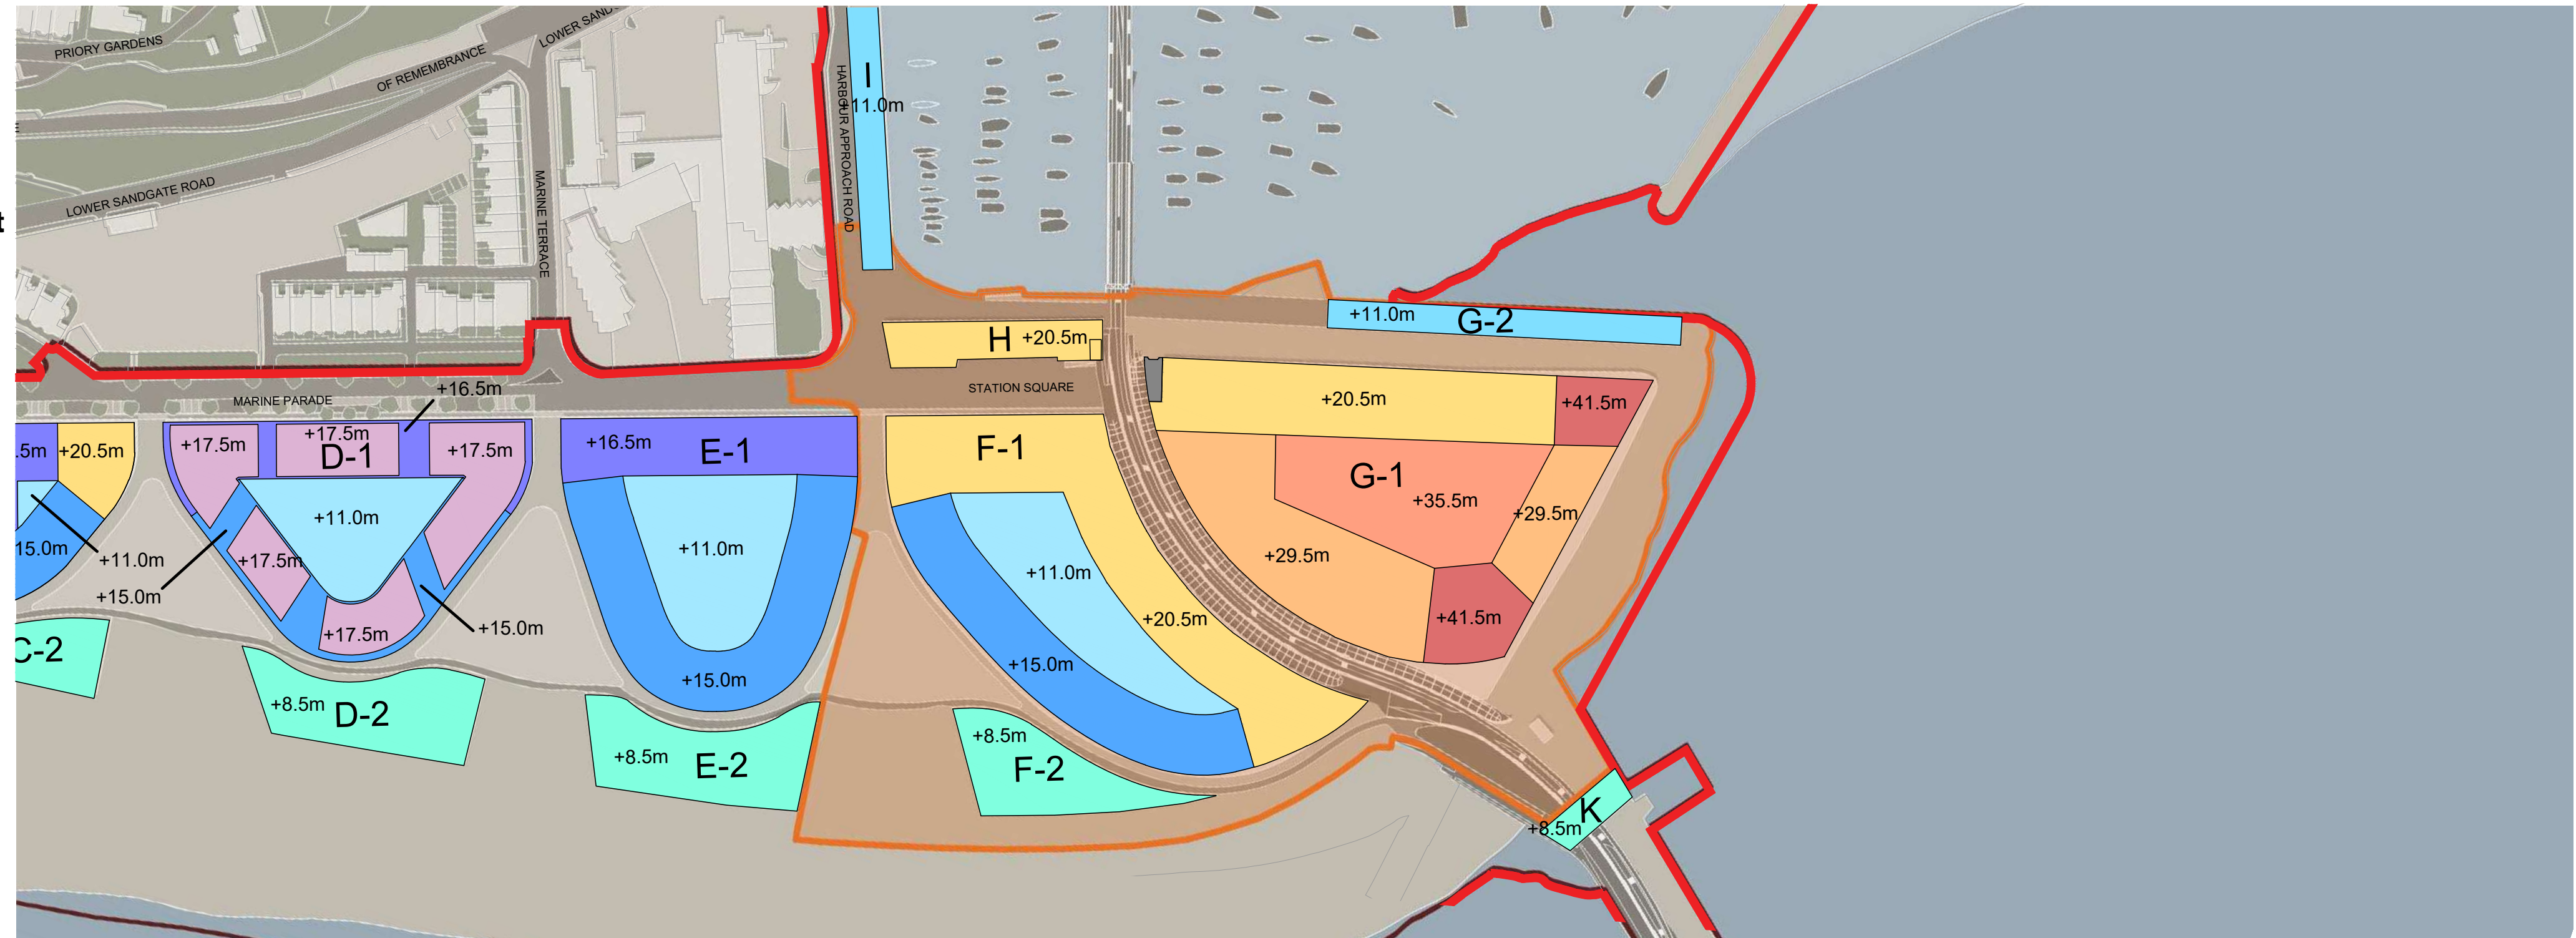 PRIORY GARDENS
OF REMEMBRANCE
LOWER SANDGATE ROAD
MARINE TERRACE
HARBOUR APPROACH ROAD
I
+11.0m
H +20.5m
STATION SQUARE
+11.0m G-2
MARINE PARADE
+16.5m
.5m
+20.5m
15.0m
+11.0m
+15.0m
C-2
+17.5m
+17.5m
D-1
+17.5m
+11.0m
+17.5m
+17.5m
+15.0m
+8.5m D-2
+16.5m E-1
+11.0m
+15.0m
+8.5m E-2
F-1
+11.0m
+20.5m
+15.0m
+8.5m
F-2
+20.5m
+41.5m
G-1
+35.5m
+29.5m
+29.5m
+41.5m
K
+8.5m